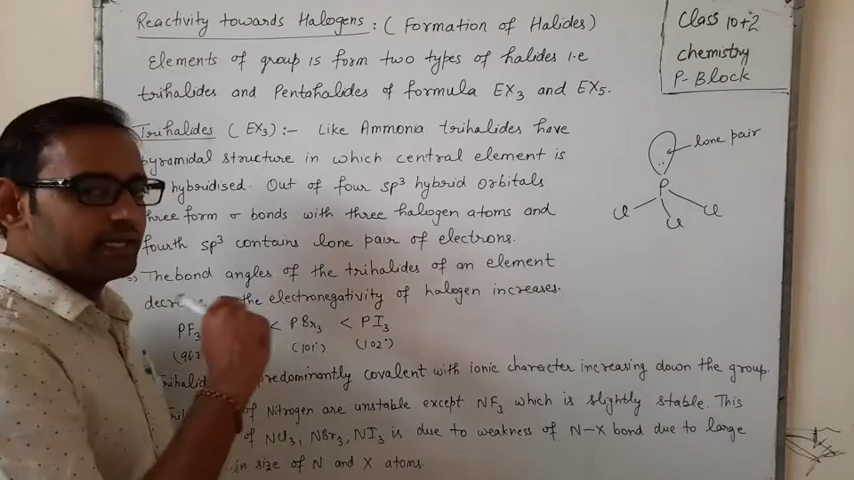 Reactivity towards Halogens : ( Formation of Halides )
Elements of group 15 form two types of halides i.e
trihalides and Pentahalides of formula EX3 and EX5.
Trihalides ( EX3 ) :- Like Ammonia trihalides have
pyramidal structure in which central element is
hybridised. Out of four sp³ hybrid orbitals
three form σ bonds with three halogen atoms and
fourth sp³ contains lone pair of electrons.
⇒ The bond angles of the trihalides of an element
the electronegativity of halogen increases.
PF3 < PBr3 < PI3
(101°) (102°)
predominantly covalent with ionic character increasing down the group.
of Nitrogen are unstable except NF3 which is slightly stable. This
of NCl3, NBr3, NI3 is due to weakness of N-X bond due to large
in size of N and X atoms.
Class 10+2
chemistry
P-Block
lone pair
P
Cl Cl Cl